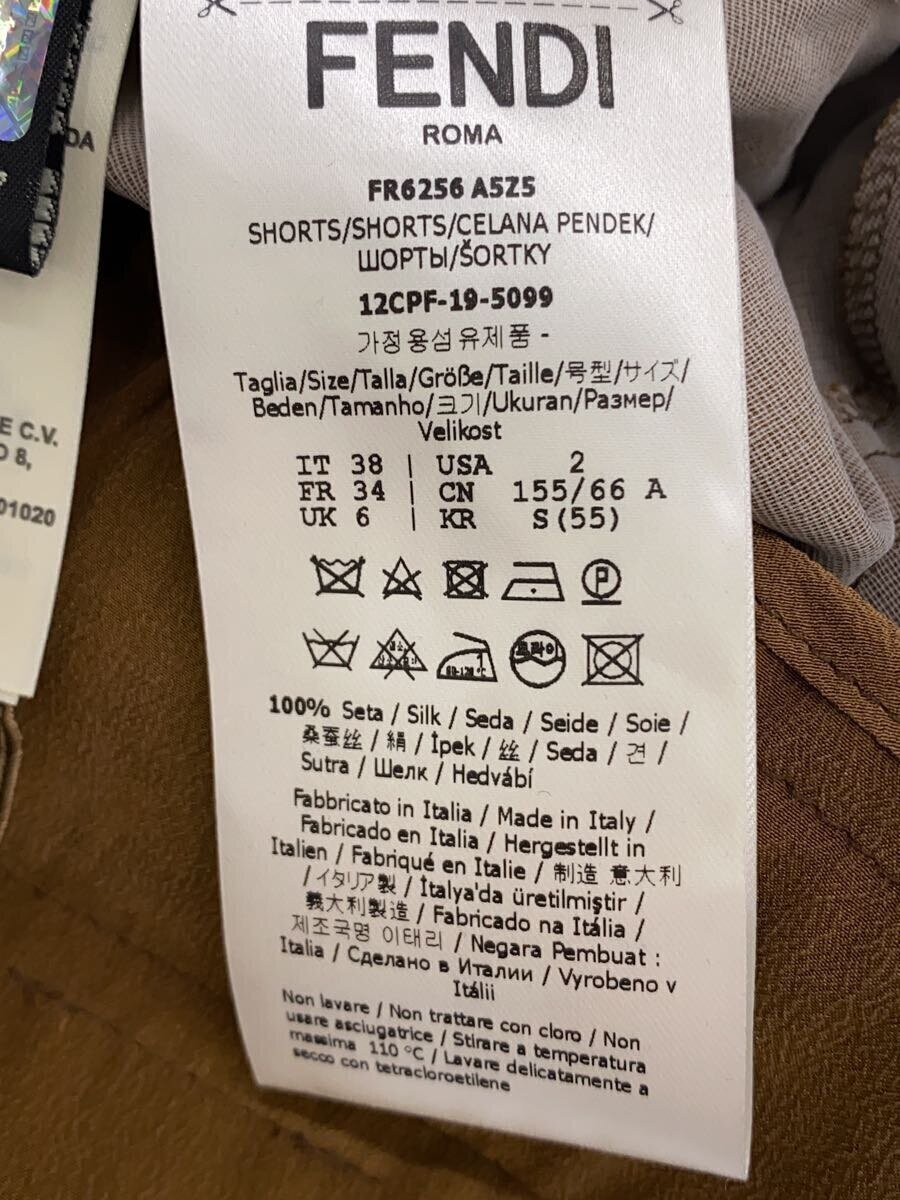 FENDI
ROMA
FR6256 A5Z5
SHORTS/SHORTS/CELANA PENDEK/
ШОРТЫ/ŠORTKY
12CPF-19-5099
가정용섬유제품 -
Taglia/Size/Talla/Größe/Taille/号型/サイズ/
Beden/Tamanho/크기/Ukuran/Размер/
Velikost
IT 38 | USA 2
FR 34 | CN 155/66 A
UK 6 | KR S(55)
P
드라이
100% Seta / Silk / Seda / Seide / Soie /
桑蚕丝 / 絹 / İpek / 丝 / Seda / 견 /
Sutra / Шелк / Hedvábí
Fabbricato in Italia / Made in Italy /
Fabricado en Italia / Hergestellt in
Italien / Fabriqué en Italie / 制造 意大利
/ イタリア製 / İtalya'da üretilmiştir /
義大利製造 / Fabricado na Itália /
제조국명 이태리 / Negara Pembuat :
Italia / Сделано в Италии / Vyrobeno v
Itálii
Non lavare / Non trattare con cloro / Non
usare asciugatrice / Stirare a temperatura
massima 110 °C / Lavare delicatamente a
secco con tetracloroetilene
DA
E C.V.
O 8,
01020